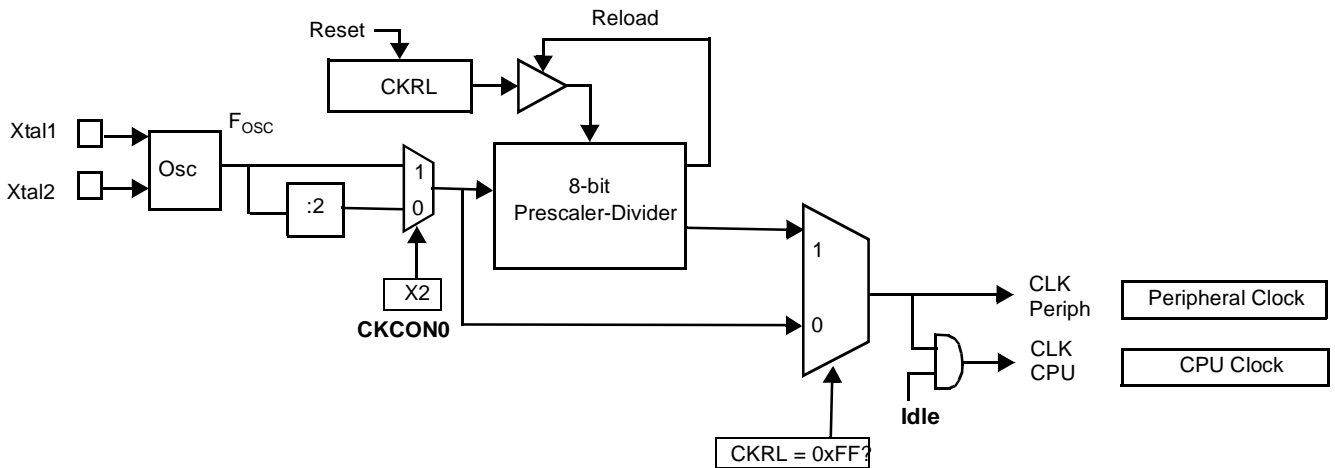 Reload
Reset
CKRL
Xtal1
F_OSC
Osc
1
8-bit
Xtal2
:2
0
Prescaler-Divider
1
X2
CLK
Periph
Peripheral Clock
CKCON0
0
CLK
CPU
CPU Clock
Idle
CKRL = 0xFF?